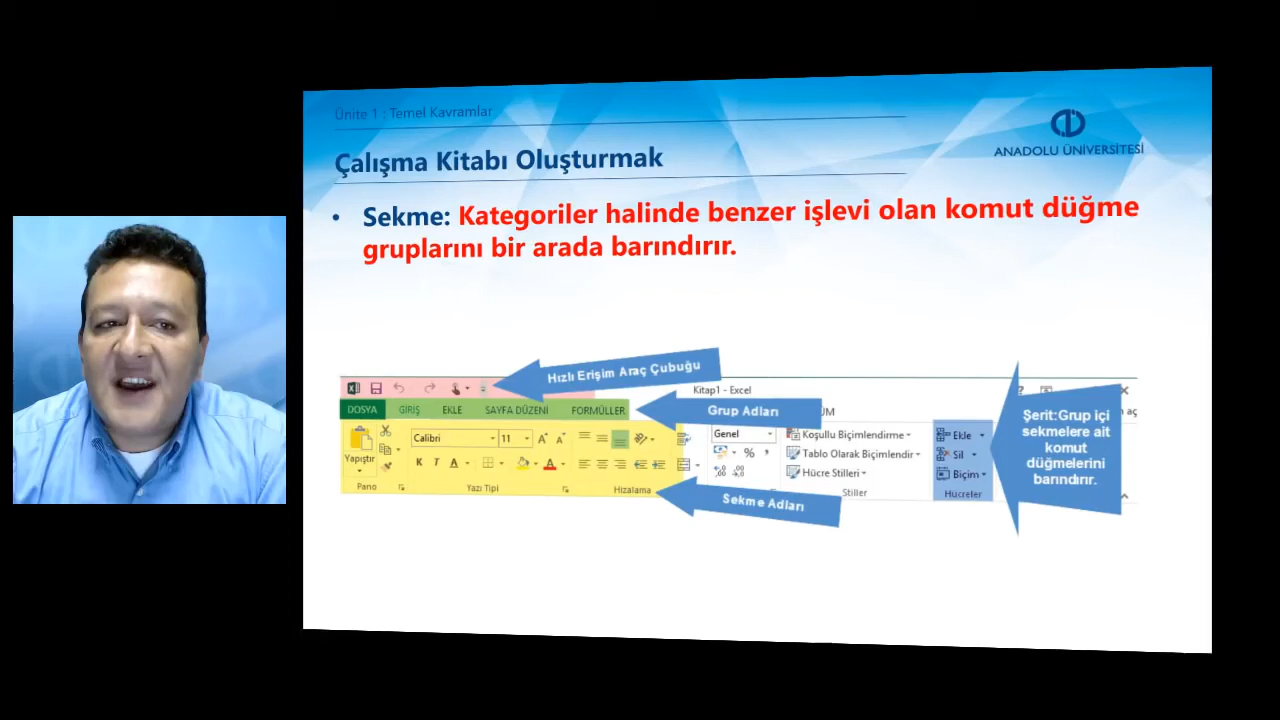 Ünite 1 : Temel Kavramlar
ANADOLU ÜNİVERSİTESİ
Çalışma Kitabı Oluşturmak
• Sekme: Kategoriler halinde benzer işlevi olan komut düğme
gruplarını bir arada barındırır.
Hızlı Erişim Araç Çubuğu
Kitap1 - Excel
DOSYA GİRİŞ EKLE SAYFA DÜZENİ FORMÜLLER
Grup Adları
Şerit:Grup içi
sekmelere ait
komut
düğmelerini
barındırır.
Yapıştır
Calibri 11
K T A
A
Pano
Yazı Tipi
Hizalama
Sekme Adları
Genel
%
Koşullu Biçimlendirme
Tablo Olarak Biçimlendir
Hücre Stilleri
Stiller
Ekle
Sil
Biçim
Hücreler